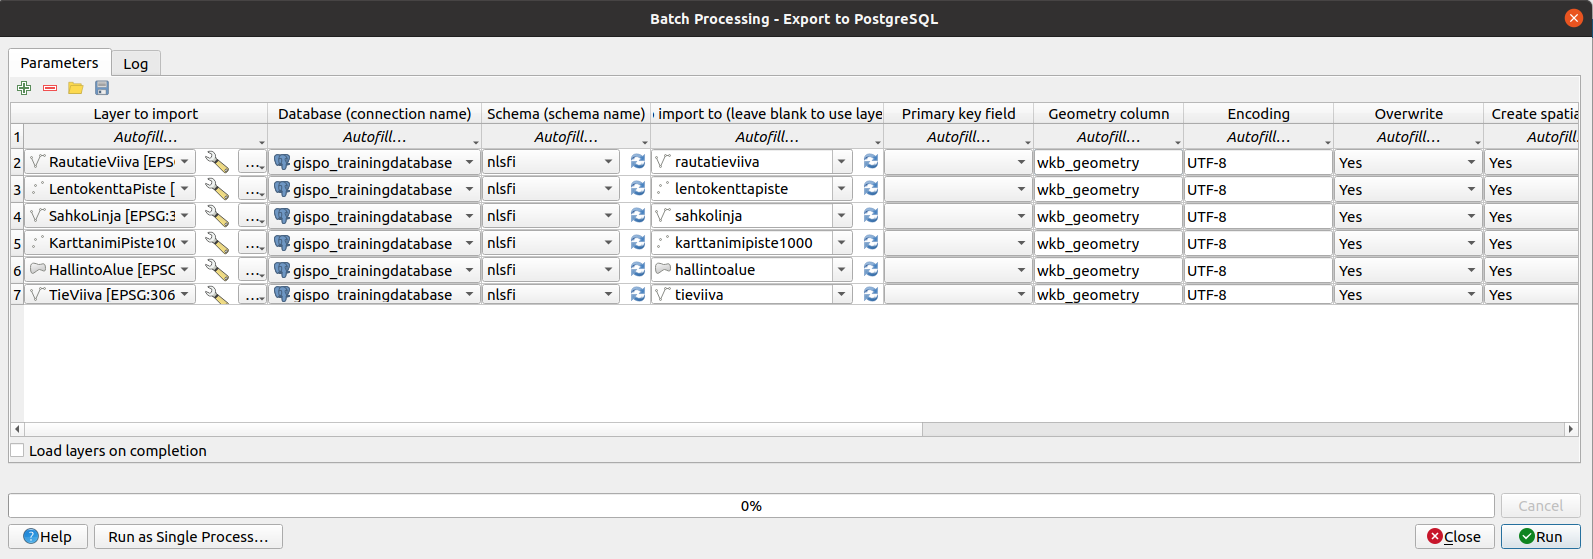 Batch Processing - Export to PostgreSQL
Parameters Log
Layer to import Database (connection name) Schema (schema name) import to (leave blank to use laye Primary key field Geometry column Encoding Overwrite Create spatia
1 Autofill... Autofill... Autofill... Autofill... Autofill... Autofill... Autofill... Autofill... Autofill.
2 RautatieViiva [EPS ... gispo_trainingdatabase nlsfi rautatieviiva wkb_geometry UTF-8 Yes Yes
3 LentokenttaPiste [ ... gispo_trainingdatabase nlsfi lentokenttapiste wkb_geometry UTF-8 Yes Yes
4 SahkoLinja [EPSG:3 ... gispo_trainingdatabase nlsfi sahkolinja wkb_geometry UTF-8 Yes Yes
5 KarttanimiPiste10( ... gispo_trainingdatabase nlsfi karttanimipiste1000 wkb_geometry UTF-8 Yes Yes
6 HallintoAlue [EPSC ... gispo_trainingdatabase nlsfi hallintoalue wkb_geometry UTF-8 Yes Yes
7 TieViiva [EPSG:306 ... gispo_trainingdatabase nlsfi tieviiva wkb_geometry UTF-8 Yes Yes
Load layers on completion
0% Cancel
Help Run as Single Process... Close Run